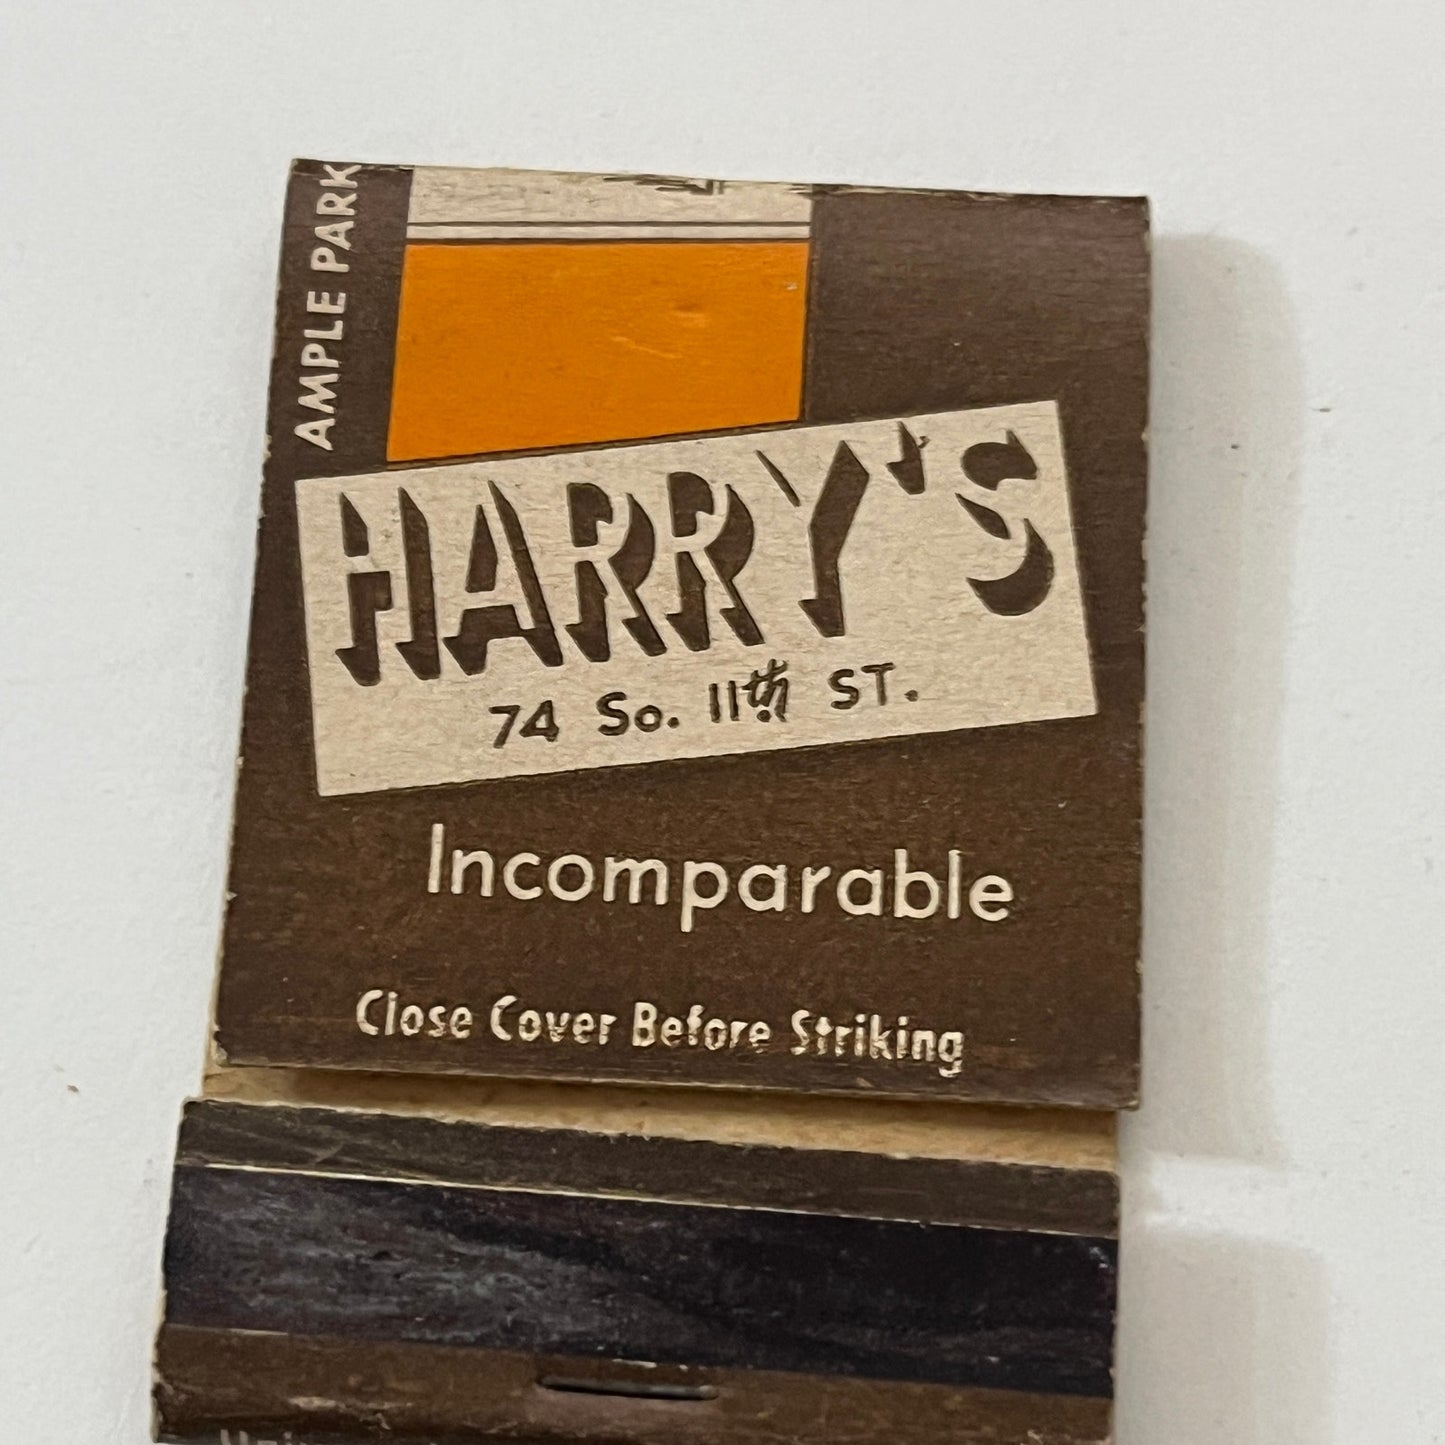 AMPLE PARK
HARRY'S
74 So. 11th ST.
Incomparable
Close Cover Before Striking